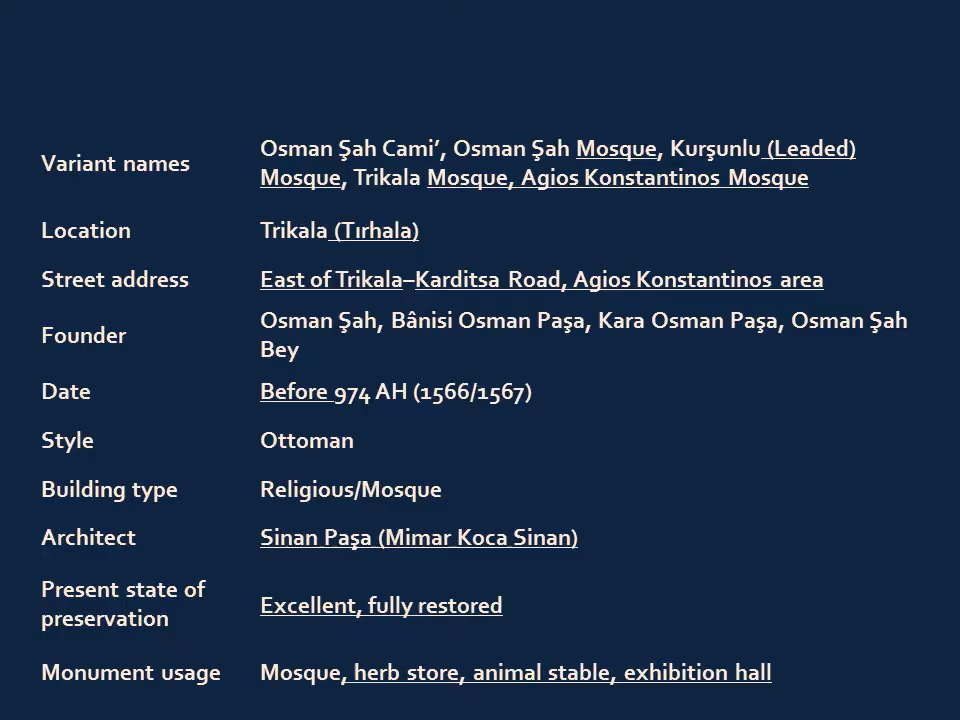 Variant names
Osman Şah Cami’, Osman Şah Mosque, Kurşunlu (Leaded)
Mosque, Trikala Mosque, Agios Konstantinos Mosque
Location
Trikala (Tırhala)
Street address
East of Trikala–Karditsa Road, Agios Konstantinos area
Founder
Osman Şah, Bânisi Osman Paşa, Kara Osman Paşa, Osman Şah
Bey
Date
Before 974 AH (1566/1567)
Style
Ottoman
Building type
Religious/Mosque
Architect
Sinan Paşa (Mimar Koca Sinan)
Present state of
preservation
Excellent, fully restored
Monument usage
Mosque, herb store, animal stable, exhibition hall